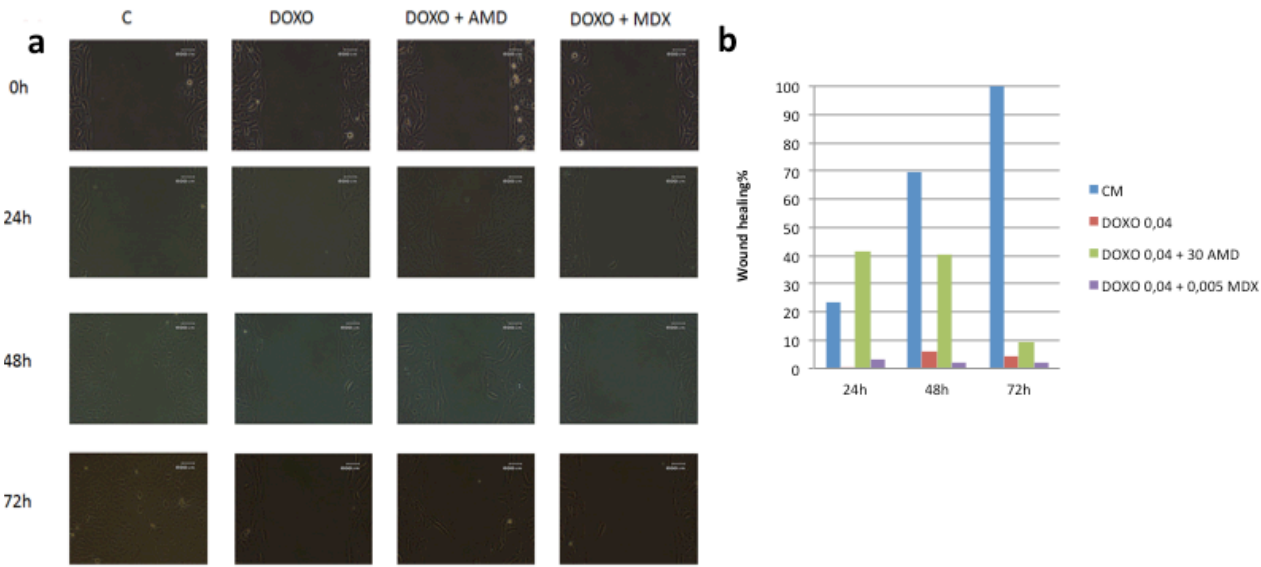 C DOXO DOXO + AMD DOXO + MDX
a
0h
24h
48h
72h
b
100
90
80
70
60
50
40
30
20
10
0
Wound healing%
24h 48h 72h
CM
DOXO 0,04
DOXO 0,04 + 30 AMD
DOXO 0,04 + 0,005 MDX